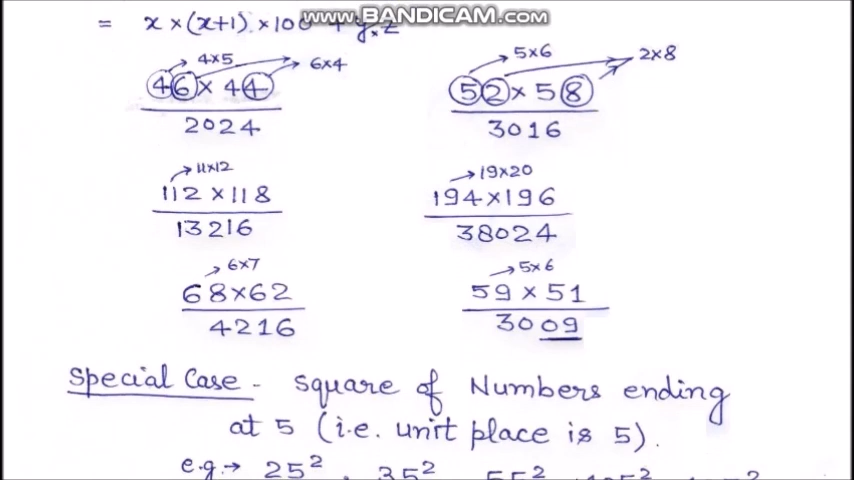 www.BANDICAM.com
= x × (x+1) × 100 + y × z
4×5 6×4 5×6 2×8
46 × 44 52 × 58
2024 3016
11×12 19×20
112 × 118 194 × 196
13216 38024
6×7 5×6
68 × 62 59 × 51
4216 3009
Special Case - Square of Numbers ending
at 5 (i.e. unit place is 5).
e.g. → 25², 35²